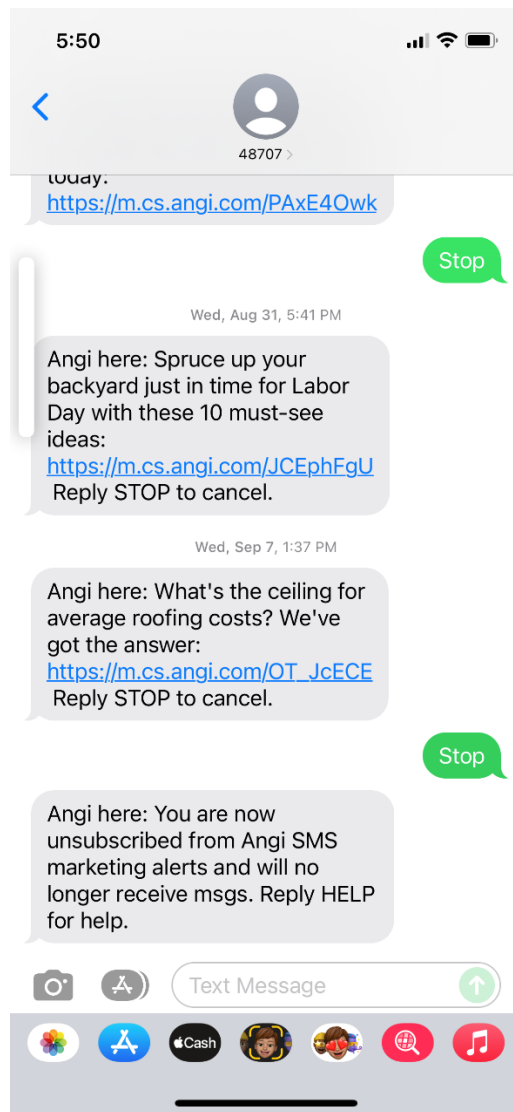 5:50
48707
today:
https://m.cs.angi.com/PAxE4Owk
Stop
Wed, Aug 31, 5:41 PM
Angi here: Spruce up your
backyard just in time for Labor
Day with these 10 must-see
ideas:
https://m.cs.angi.com/JCEphFgU
Reply STOP to cancel.
Wed, Sep 7, 1:37 PM
Angi here: What's the ceiling for
average roofing costs? We've
got the answer:
https://m.cs.angi.com/OT_JcECE
Reply STOP to cancel.
Stop
Angi here: You are now
unsubscribed from Angi SMS
marketing alerts and will no
longer receive msgs. Reply HELP
for help.
Text Message
Cash